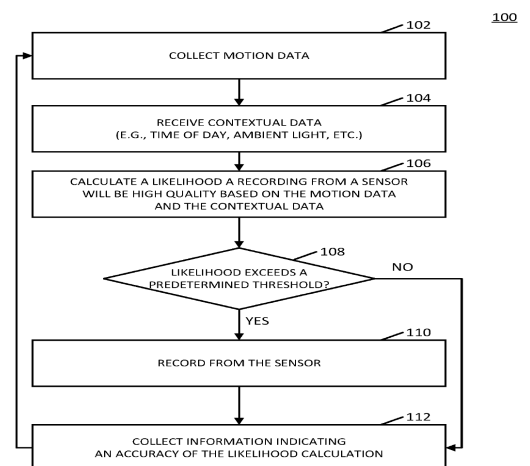 100
102
COLLECT MOTION DATA
104
RECEIVE CONTEXTUAL DATA
(E.G., TIME OF DAY, AMBIENT LIGHT, ETC.)
106
CALCULATE A LIKELIHOOD A RECORDING FROM A SENSOR
WILL BE HIGH QUALITY BASED ON THE MOTION DATA
AND THE CONTEXTUAL DATA
108
LIKELIHOOD EXCEEDS A
PREDETERMINED THRESHOLD?
NO
YES
110
RECORD FROM THE SENSOR
112
COLLECT INFORMATION INDICATING
AN ACCURACY OF THE LIKELIHOOD CALCULATION